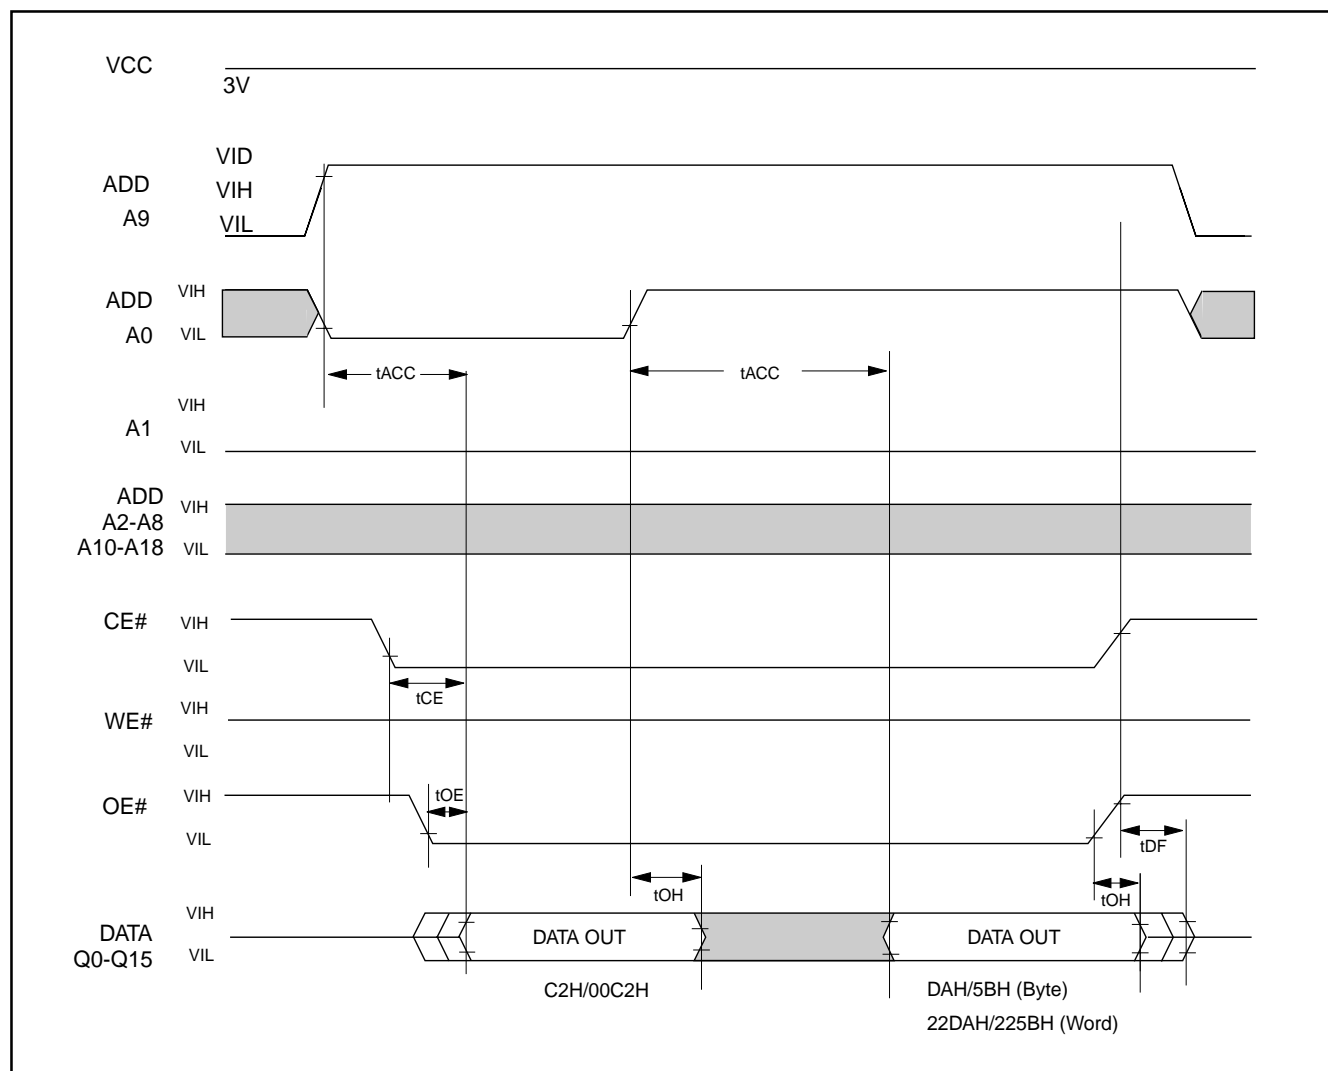 VCC
3V
VID
ADD
VIH
A9
VIL
ADD
VIH
A0
VIL
tACC
tACC
VIH
A1
VIL
ADD
VIH
A2-A8
A10-A18
VIL
CE#
VIH
VIL
tCE
WE#
VIH
VIL
tOE
OE#
VIH
VIL
tDF
tOH
tOH
VIH
DATA
Q0-Q15
VIL
DATA OUT
DATA OUT
C2H/00C2H
DAH/5BH (Byte)
22DAH/225BH (Word)